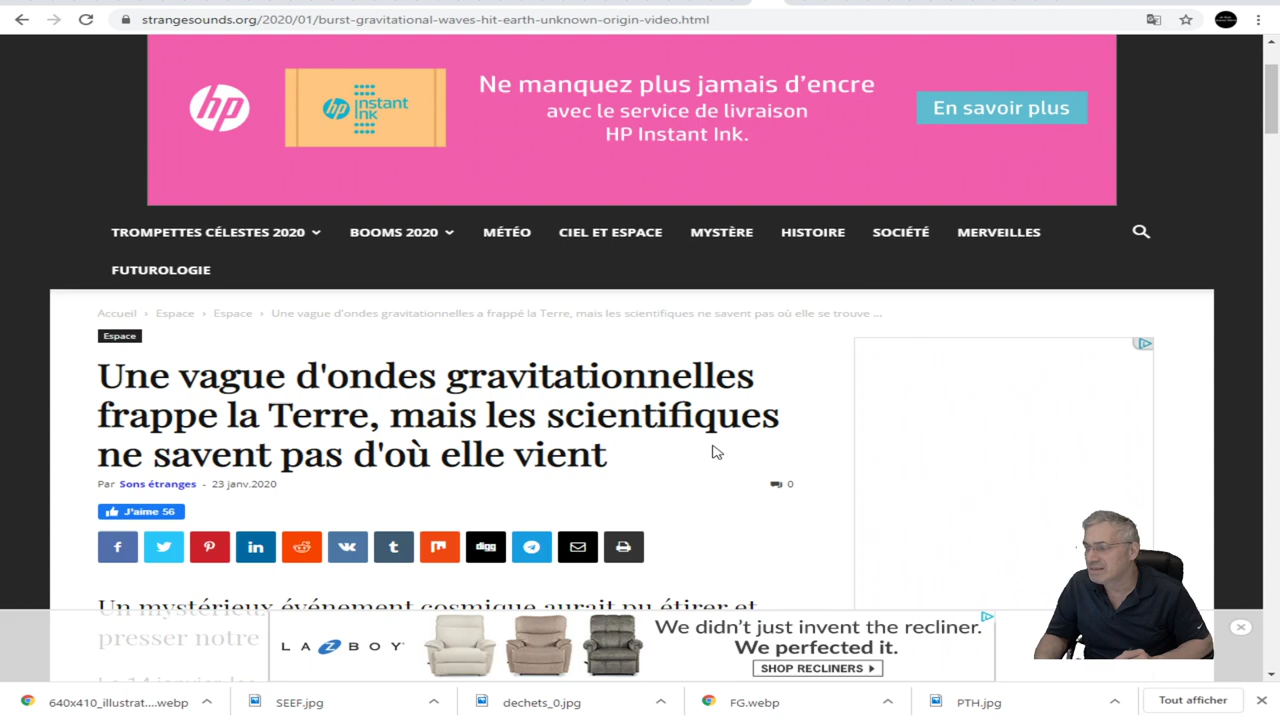 strangesounds.org/2020/01/burst-gravitational-waves-hit-earth-unknown-origin-video.html
hp
hp instant ink
Ne manquez plus jamais d'encre
avec le service de livraison
HP Instant Ink.
En savoir plus
TROMPETTES CÉLESTES 2020 BOOMS 2020 MÉTÉO CIEL ET ESPACE MYSTÈRE HISTOIRE SOCIÉTÉ MERVEILLES
FUTUROLOGIE
Accueil › Espace › Espace › Une vague d'ondes gravitationnelles a frappé la Terre, mais les scientifiques ne savent pas où elle se trouve ...
Espace
Une vague d'ondes gravitationnelles
frappe la Terre, mais les scientifiques
ne savent pas d'où elle vient
Par Sons étranges - 23 janv.2020 0
J'aime 56
digg
Un mystérieux événement cosmique aurait pu étirer et
presser notre
LA Z BOY
We didn't just invent the recliner.
We perfected it.
SHOP RECLINERS
640x410_illustrat....webp SEEF.jpg dechets_0.jpg FG.webp PTH.jpg Tout afficher